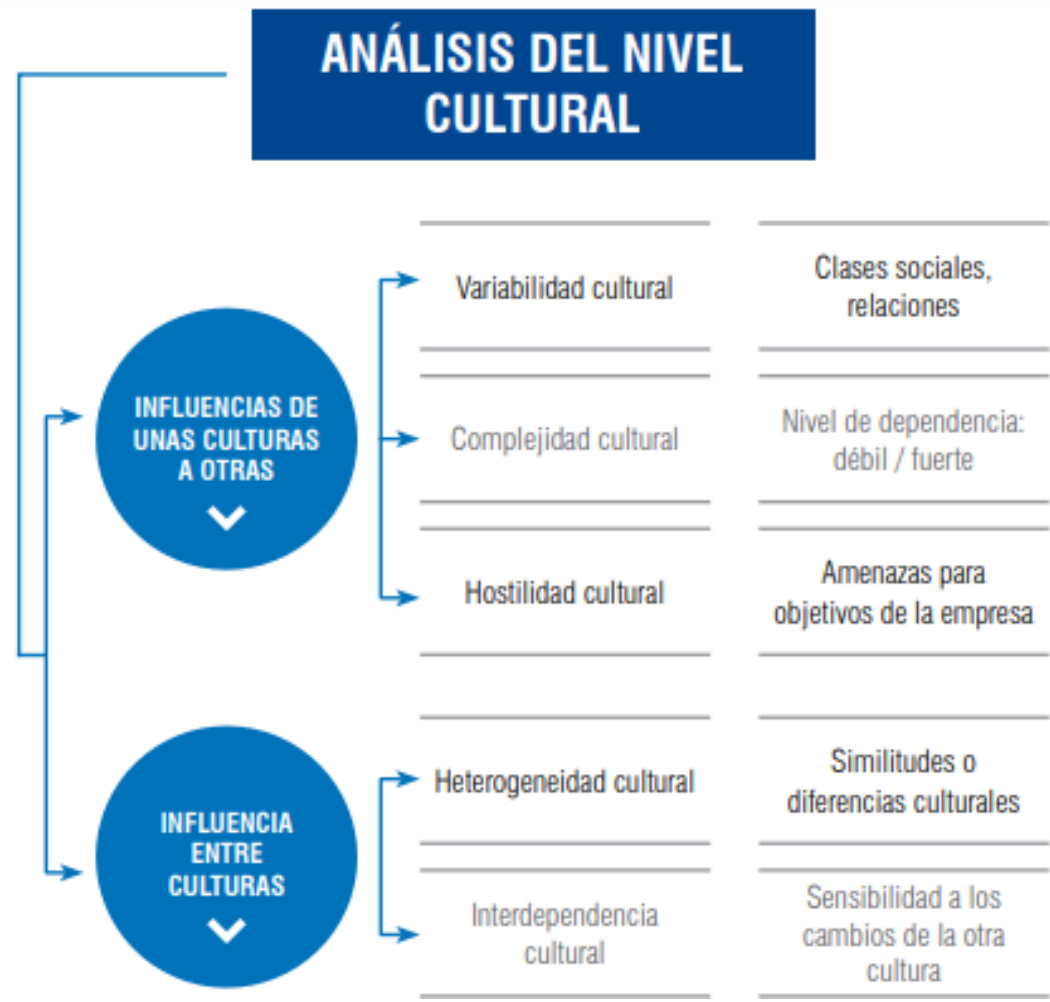 ANÁLISIS DEL NIVEL
CULTURAL
INFLUENCIAS DE
UNAS CULTURAS
A OTRAS
Variabilidad cultural
Clases sociales,
relaciones
Complejidad cultural
Nivel de dependencia:
débil / fuerte
Hostilidad cultural
Amenazas para
objetivos de la empresa
INFLUENCIA
ENTRE
CULTURAS
Heterogeneidad cultural
Similitudes o
diferencias culturales
Interdependencia
cultural
Sensibilidad a los
cambios de la otra
cultura